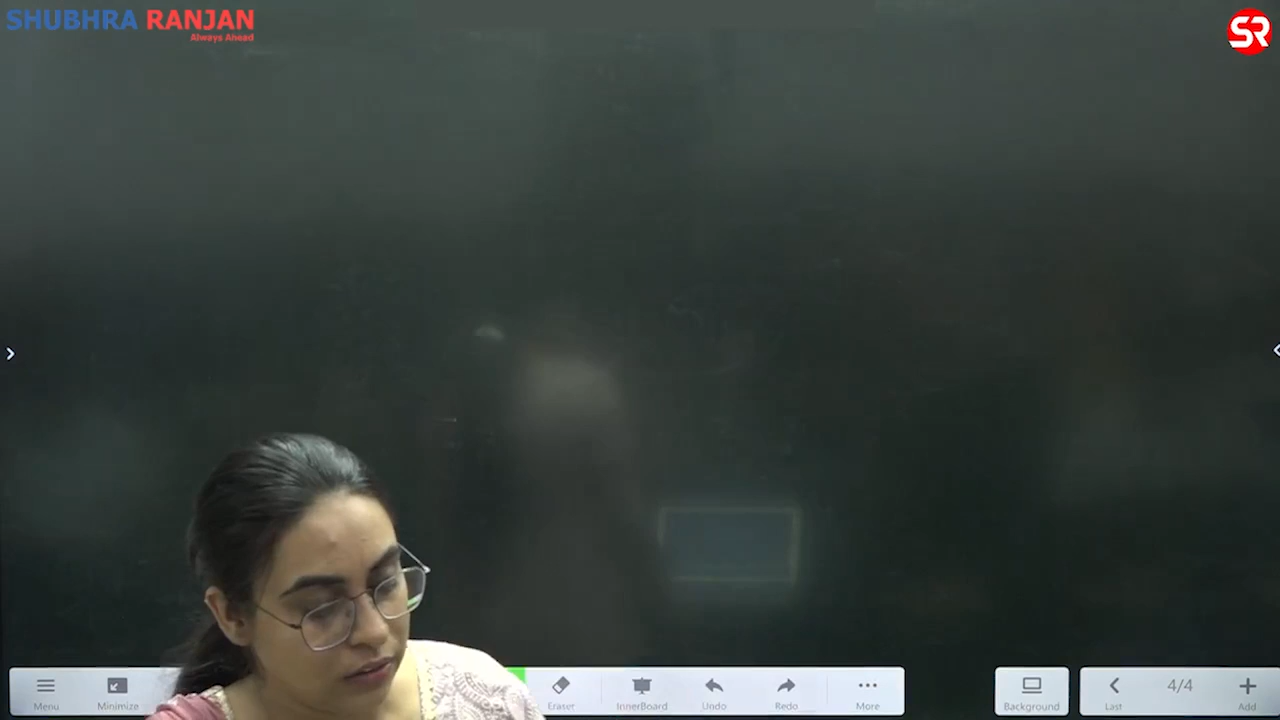 SHUBHRA RANJAN
Always Ahead
SR
Menu
Minimize
Eraser
InnerBoard
Undo
Redo
More
Background
Last
4/4
Add